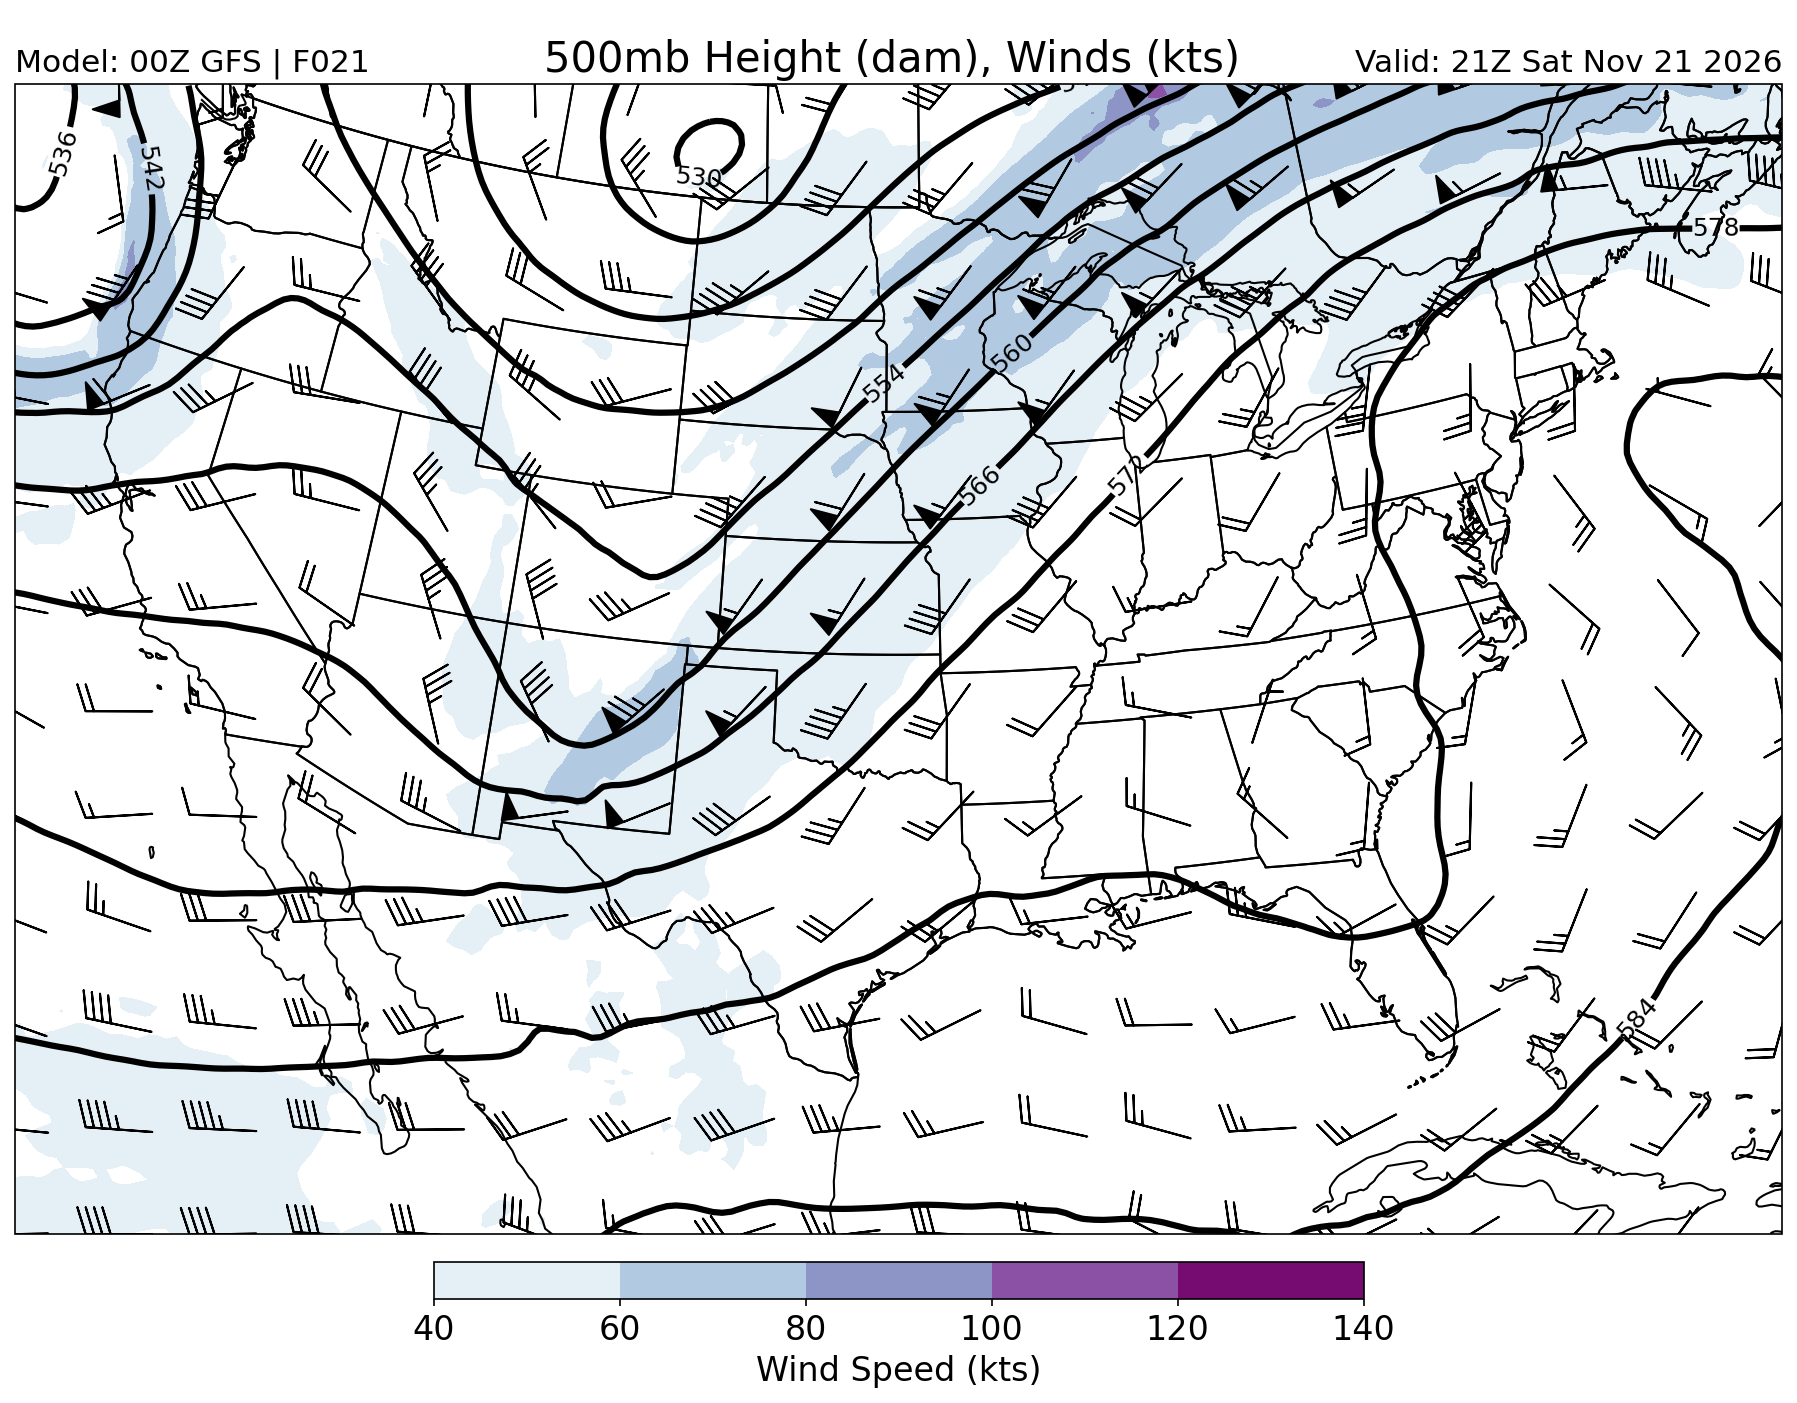 Model: 00Z GFS | F021
500mb Height (dam), Winds (kts)
Valid: 21Z Sat Nov 21 2026
536
542
530
578
554
560
566
572
584
40 60 80 100 120 140
Wind Speed (kts)